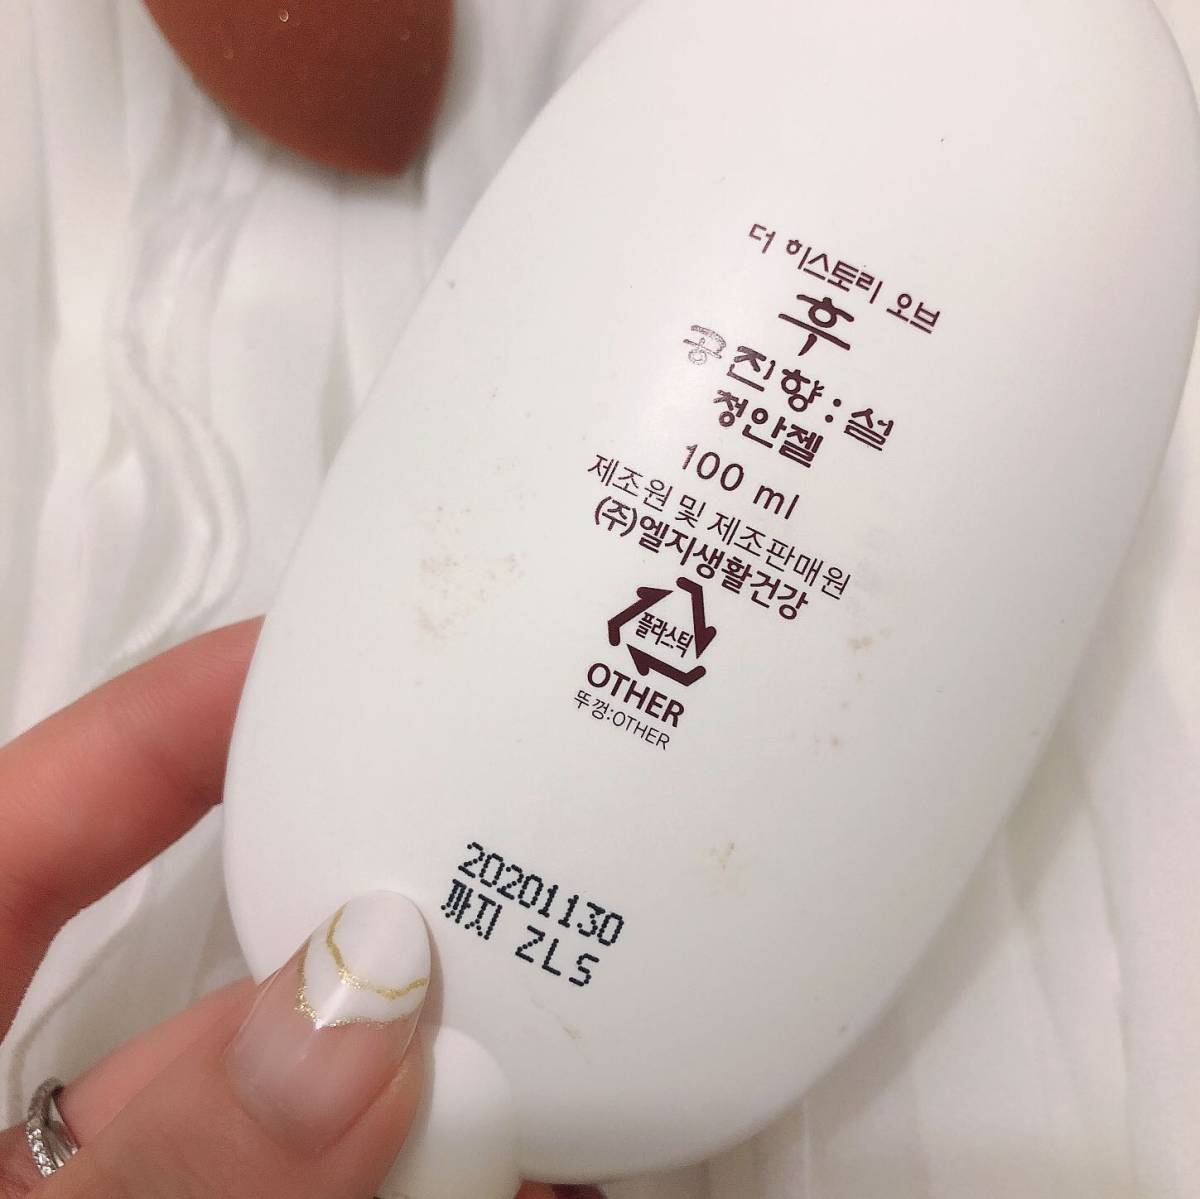 더 히스토리 오브
후
공진향:설
청안젤
100 ml
제조원 및 제조판매원
(주)엘지생활건강
플라스틱
OTHER
뚜껑:OTHER
20201130
까지 ZLS